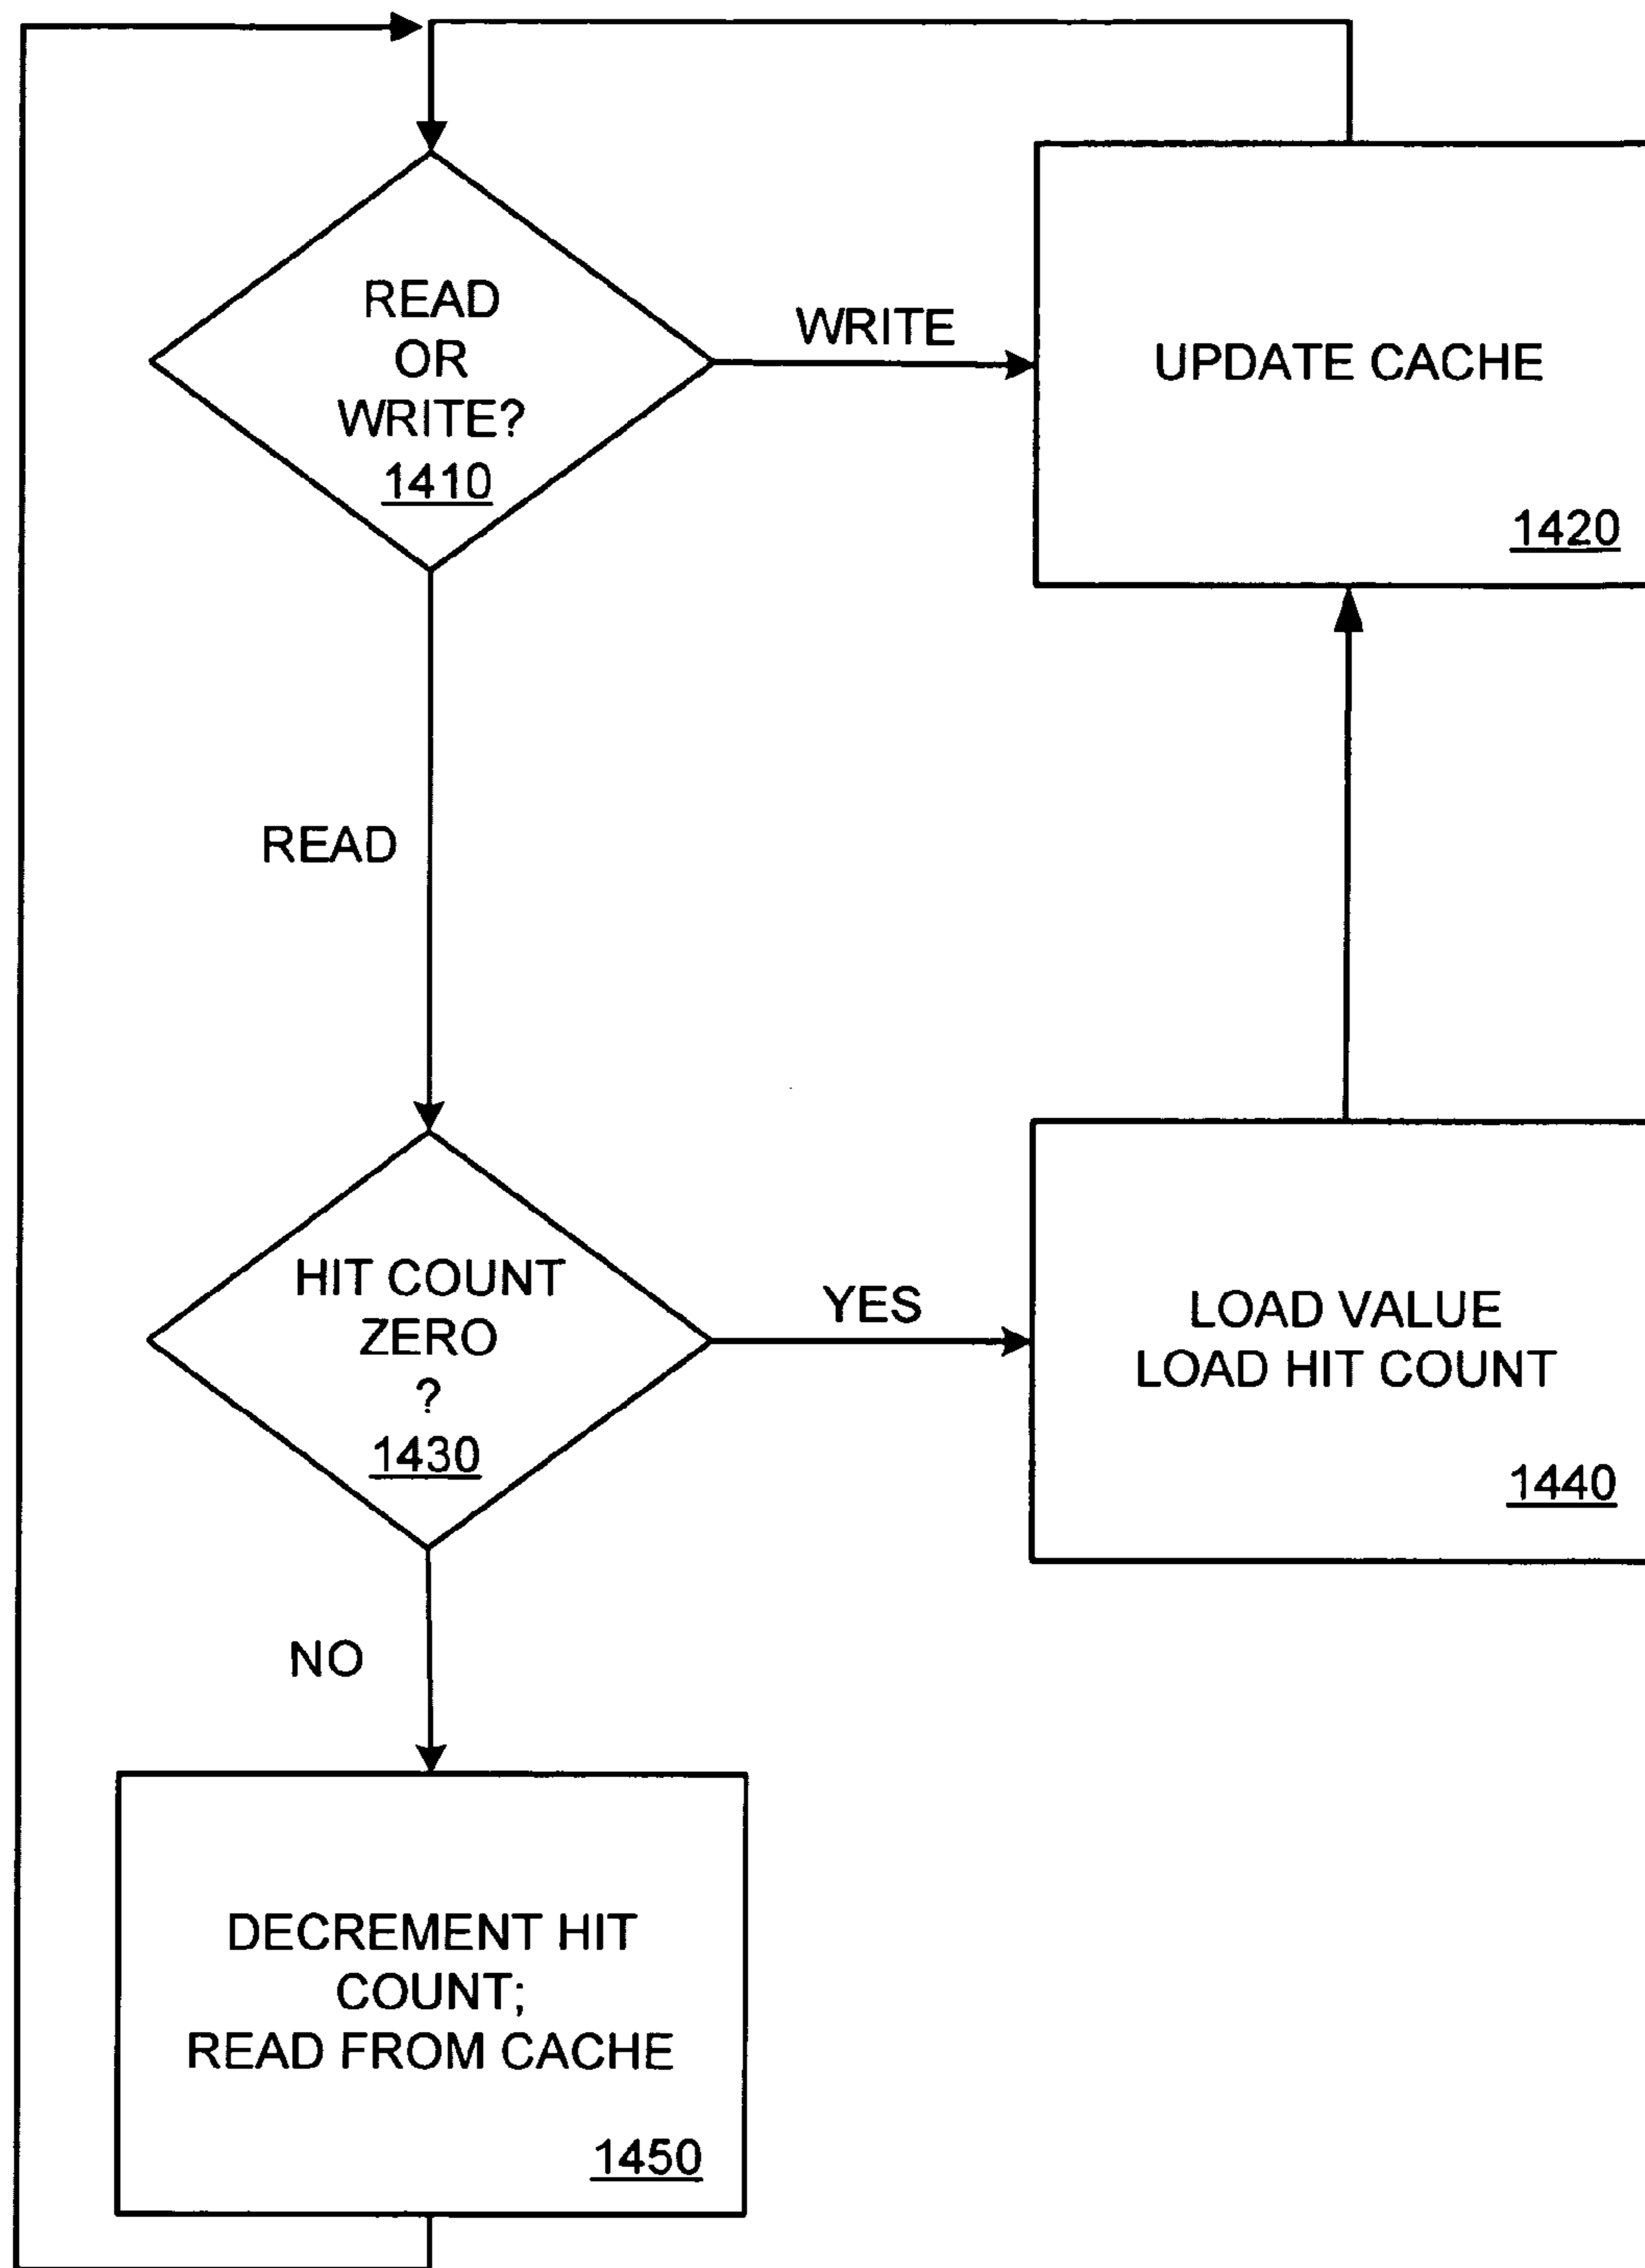 READ
OR
WRITE?
1410
WRITE
UPDATE CACHE
1420
READ
HIT COUNT
ZERO
?
1430
YES
LOAD VALUE
LOAD HIT COUNT
1440
NO
DECREMENT HIT
COUNT;
READ FROM CACHE
1450